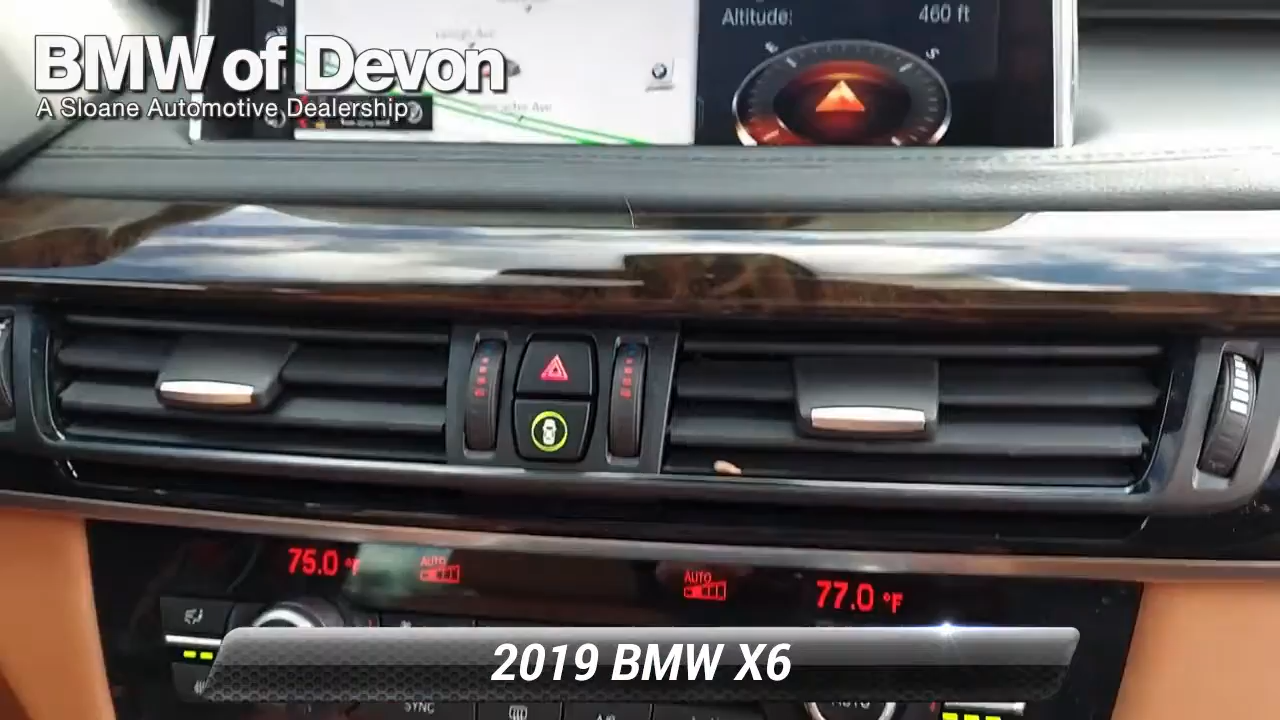 Altitude: 460 ft
BMW of Devon
A Sloane Automotive Dealership
S
75.0 °F
AUTO
AUTO
77.0 °F
2019 BMW X6
SYNC
AUTO